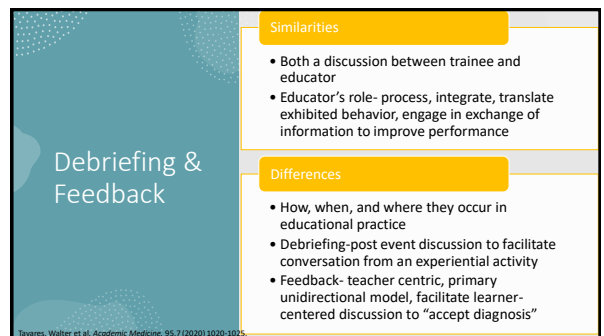 Debriefing &
Feedback
Similarities
• Both a discussion between trainee and
educator
• Educator's role- process, integrate, translate
exhibited behavior, engage in exchange of
information to improve performance
Differences
• How, when, and where they occur in
educational practice
• Debriefing-post event discussion to facilitate
conversation from an experiential activity
• Feedback- teacher centric, primary
unidirectional model, facilitate learner-
centered discussion to “accept diagnosis”
Tavares, Walter et al. Academic Medicine. 95.7 (2020) 1020-1025.